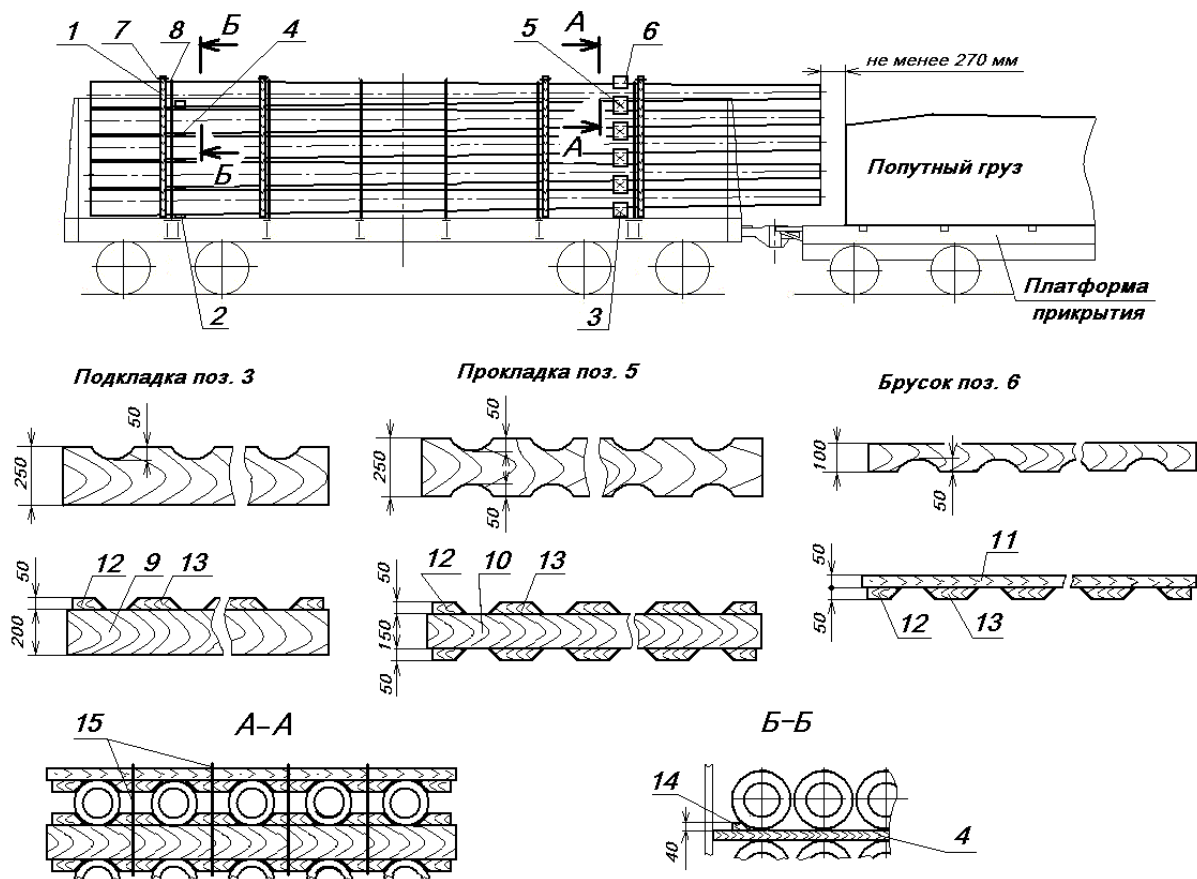 1 7 8 Б 4 5 А 6
не менее 270 мм
Б А
Попутный груз
2 3
Платформа
прикрытия
Подкладка поз. 3
Прокладка поз. 5
Брусок поз. 6
50
250
50
250
50
100
50
50
200
12 9 13
50
150
50
12 10 13
50
50
11
12 13
15
А-А
Б-Б
14
40
4